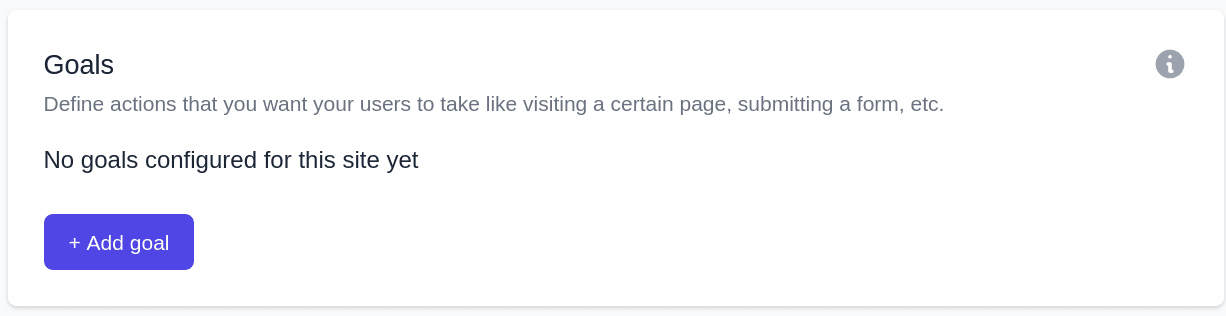 Goals
Define actions that you want your users to take like visiting a certain page, submitting a form, etc.
No goals configured for this site yet
+ Add goal